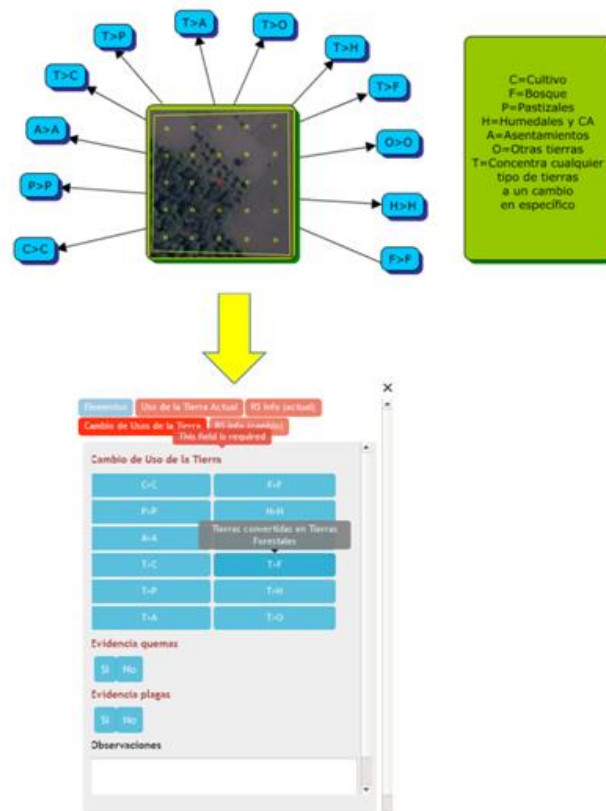 T>A
T>O
T>P
T>H
T>C
T>F
A>A
O>O
P>P
H>H
C>C
F>F
C=Cultivo
F=Bosque
P=Pastizales
H=Humedales y CA
A=Asentamientos
O=Otras tierras
T=Concentra cualquier
tipo de tierras
a un cambio
en específico
Elementos Uso de la Tierra Actual RS Info (actual)
Cambio de Usos de la Tierra RS Info (cambio)
This field is required
Cambio de Uso de la Tierra
C>C F>F
P>P H>H
A>A
Tierras convertidas en Tierras
Forestales
T>C T>F
T>P T>H
T>A T>O
Evidencia quemas
Si No
Evidencia plagas
Si No
Observaciones